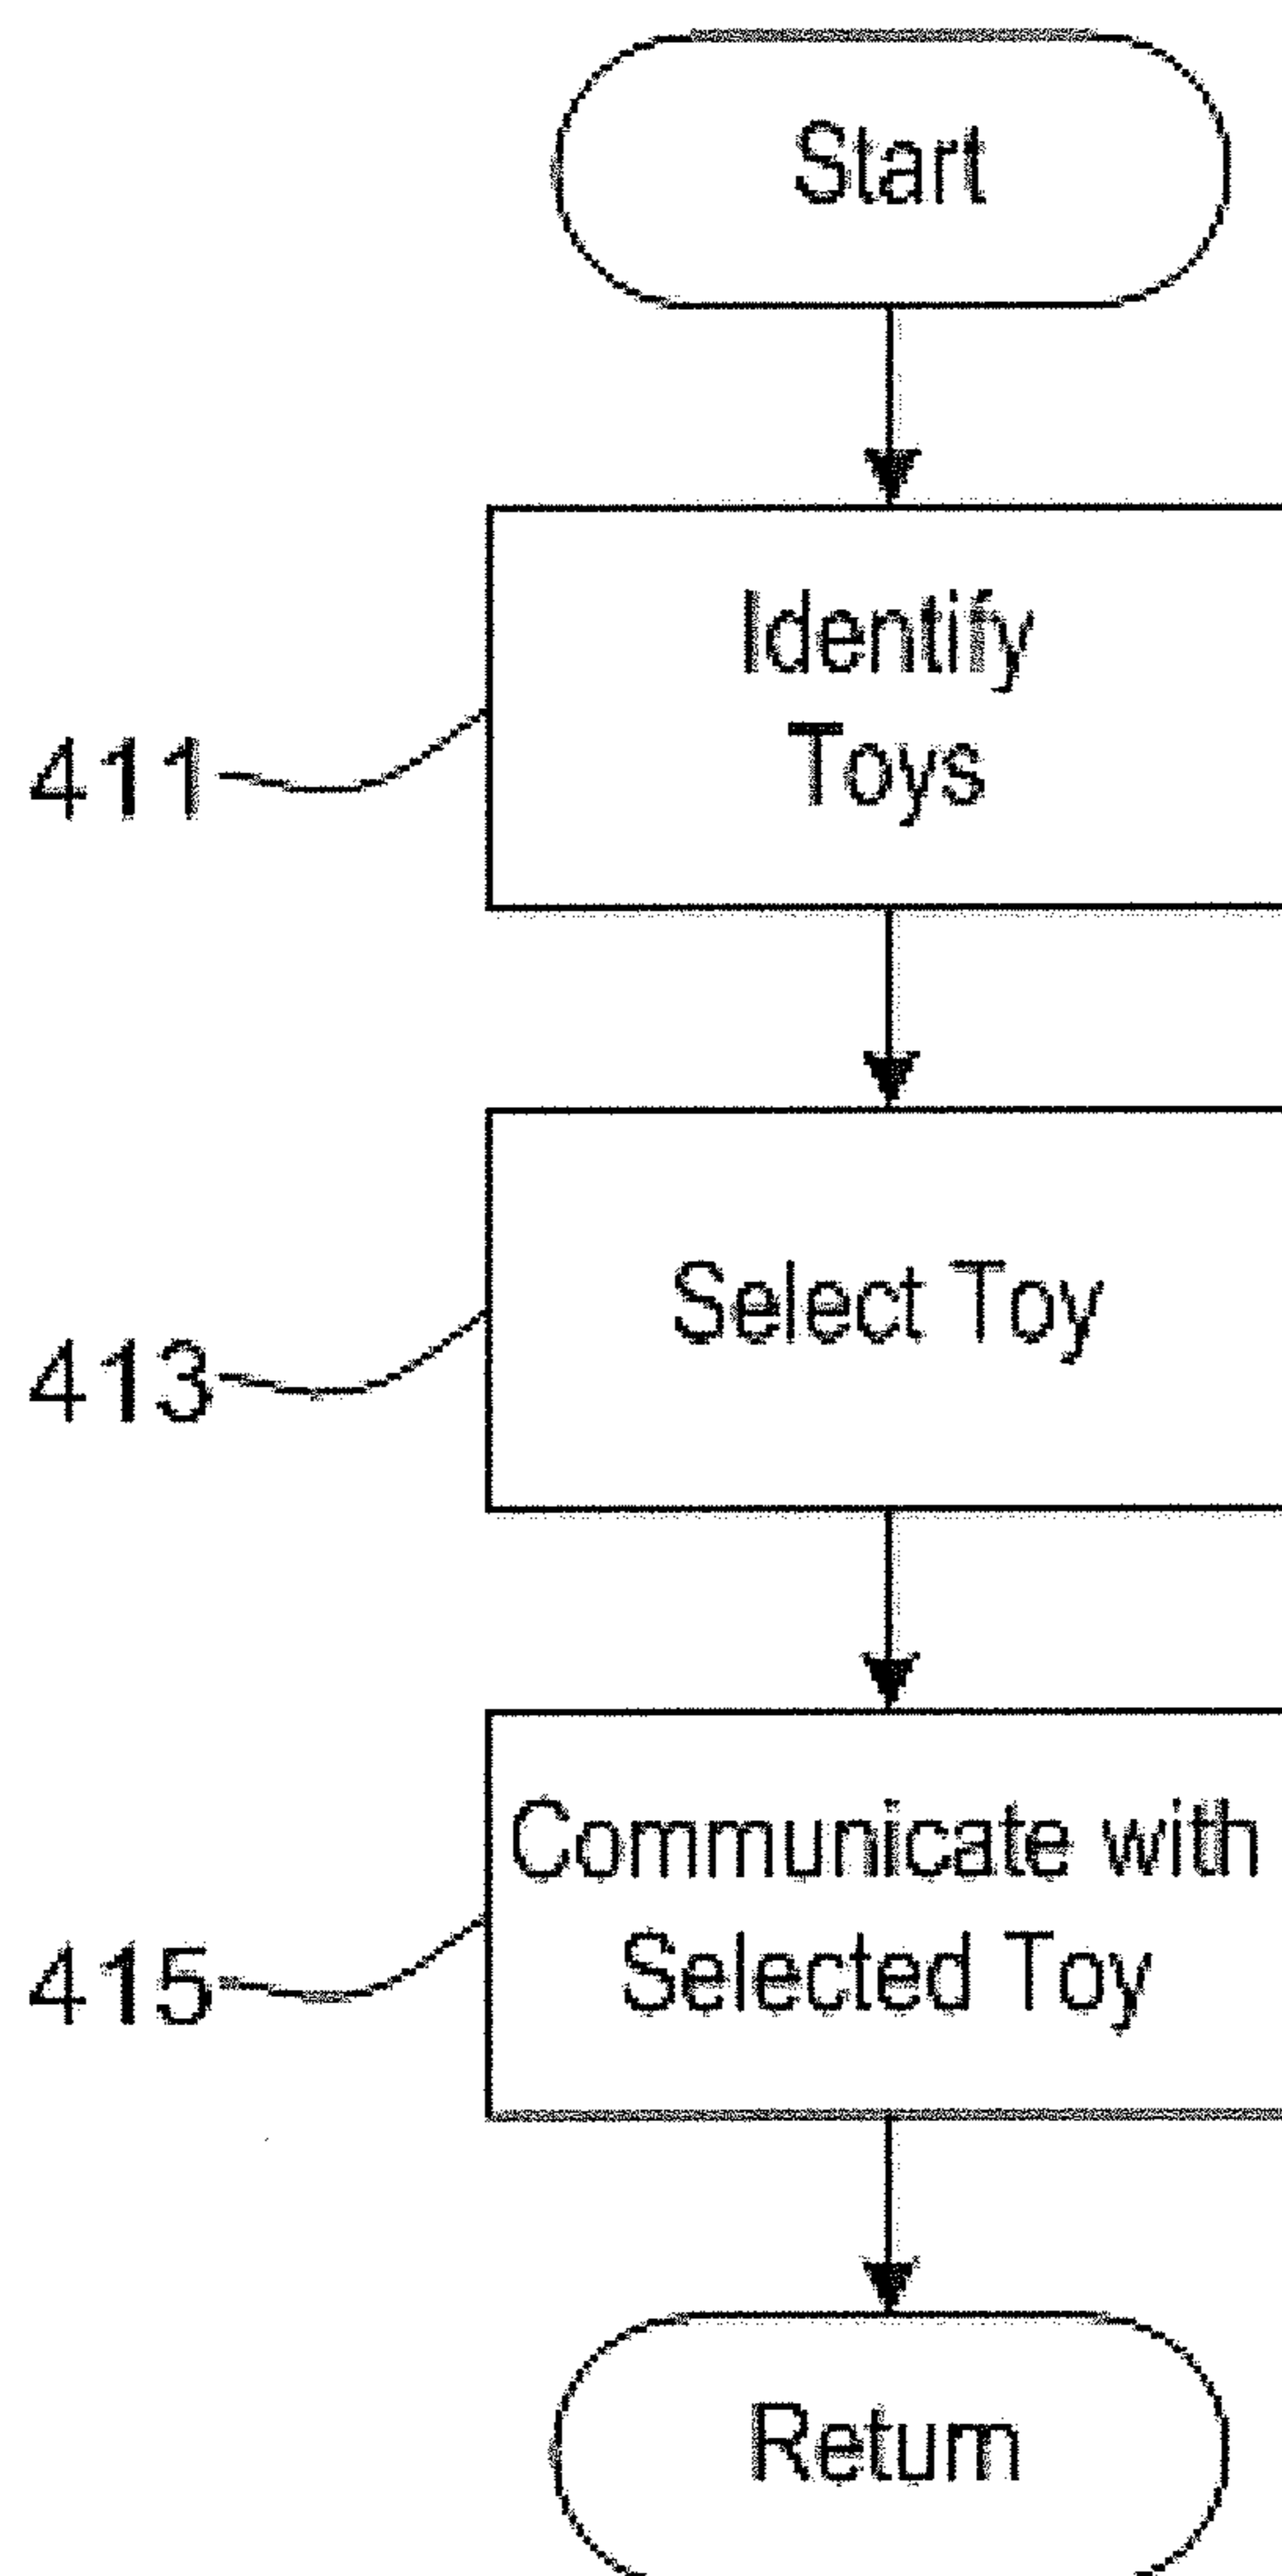 Start
Identify
Toys
411
Select Toy
413
Communicate with
Selected Toy
415
Return